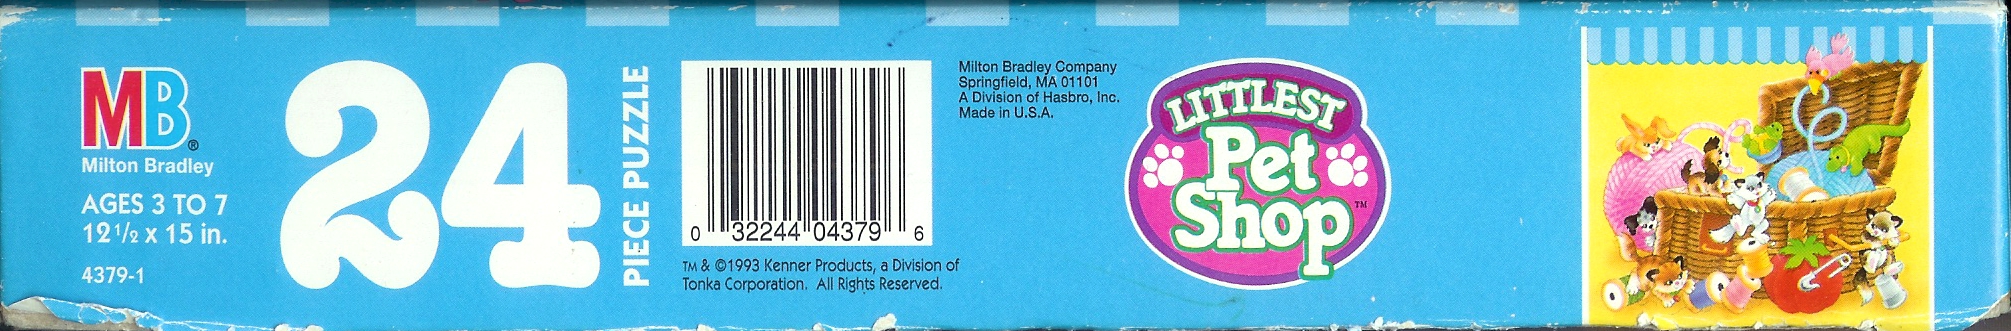 MB®
Milton Bradley
AGES 3 TO 7
12 1/2 x 15 in.
4379-1
24
PIECE PUZZLE
0 32244 04379 6
TM & ©1993 Kenner Products, a Division of
Tonka Corporation. All Rights Reserved.
Milton Bradley Company
Springfield, MA 01101
A Division of Hasbro, Inc.
Made in U.S.A.
LITTLEST
Pet
Shop™